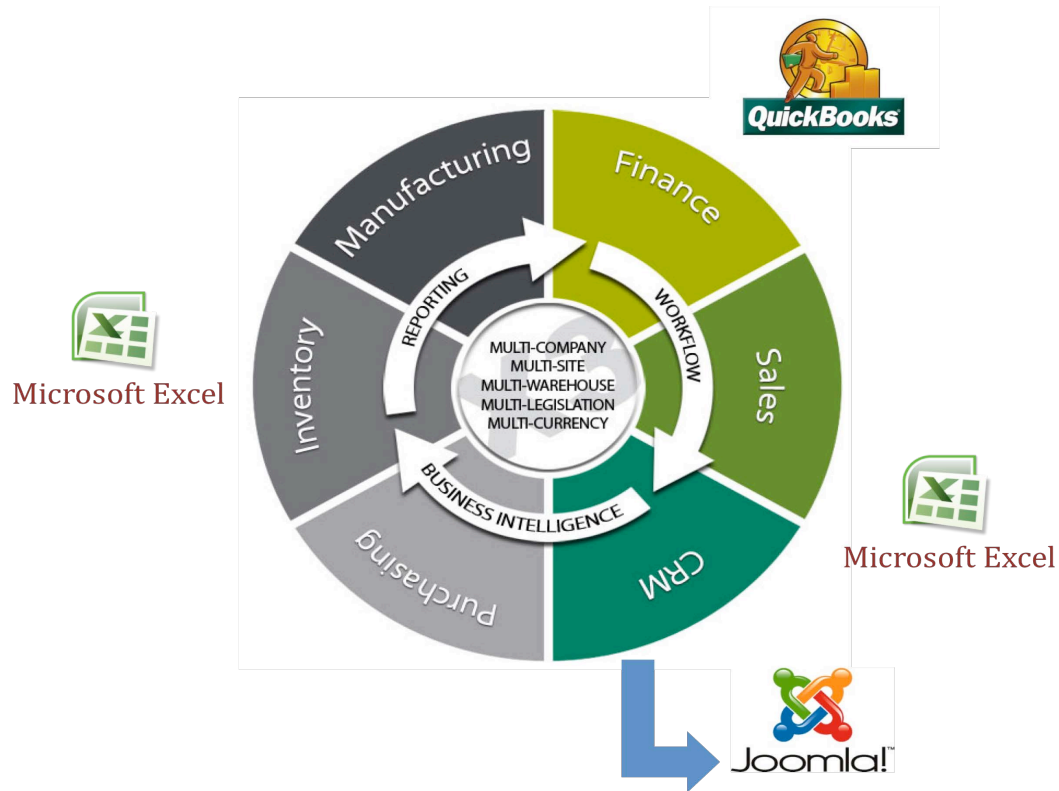 QuickBooks
Manufacturing
Finance
REPORTING
WORKFLOW
Inventory
MULTI-COMPANY
MULTI-SITE
MULTI-WAREHOUSE
MULTI-LEGISLATION
MULTI-CURRENCY
Sales
Microsoft Excel
BUSINESS INTELLIGENCE
Purchasing
CRM
Microsoft Excel
Joomla!™